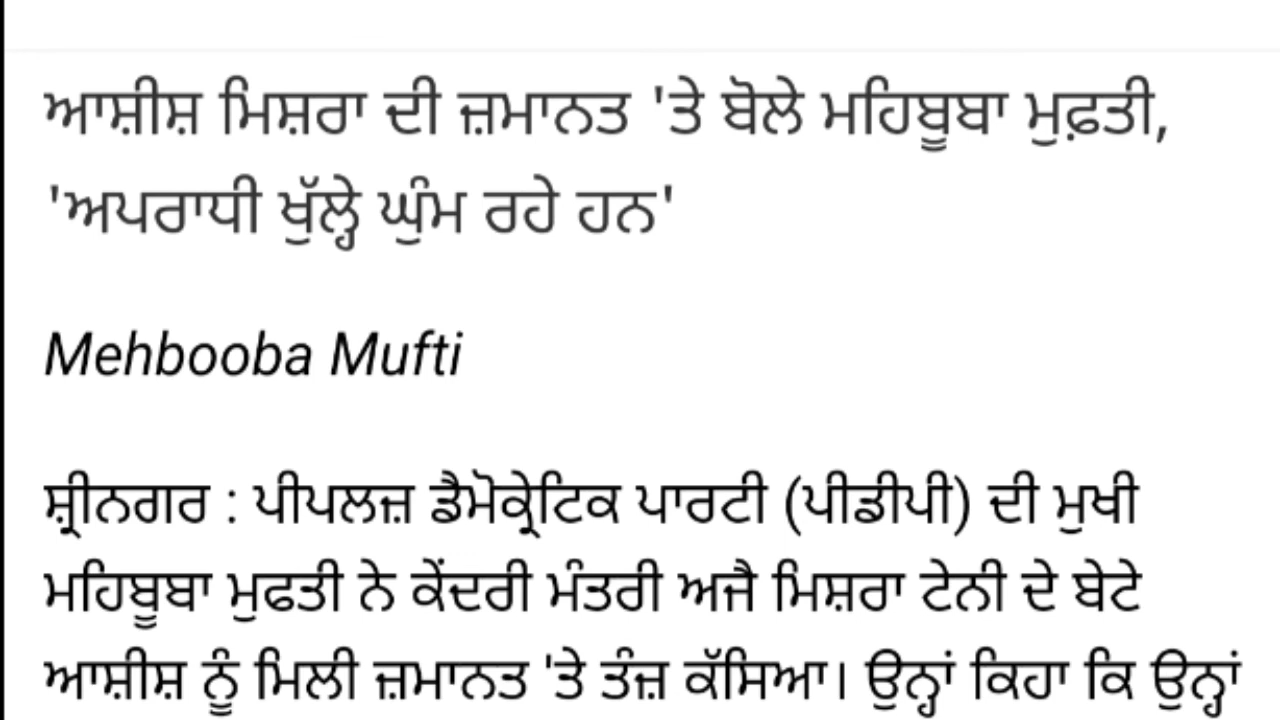 ਆਸ਼ੀਸ਼ ਮਿਸ਼ਰਾ ਦੀ ਜ਼ਮਾਨਤ 'ਤੇ ਬੋਲੇ ਮਹਿਬੂਬਾ ਮੁਫ਼ਤੀ,
'ਅਪਰਾਧੀ ਖੁੱਲ੍ਹੇ ਘੁੰਮ ਰਹੇ ਹਨ'
Mehbooba Mufti
ਸ਼੍ਰੀਨਗਰ : ਪੀਪਲਜ਼ ਡੈਮੋਕ੍ਰੇਟਿਕ ਪਾਰਟੀ (ਪੀਡੀਪੀ) ਦੀ ਮੁਖੀ
ਮਹਿਬੂਬਾ ਮੁਫਤੀ ਨੇ ਕੇਂਦਰੀ ਮੰਤਰੀ ਅਜੈ ਮਿਸ਼ਰਾ ਟੇਨੀ ਦੇ ਬੇਟੇ
ਆਸ਼ੀਸ਼ ਨੂੰ ਮਿਲੀ ਜ਼ਮਾਨਤ 'ਤੇ ਤੰਜ਼ ਕੱਸਿਆ। ਉਨ੍ਹਾਂ ਕਿਹਾ ਕਿ ਉਨ੍ਹਾਂ